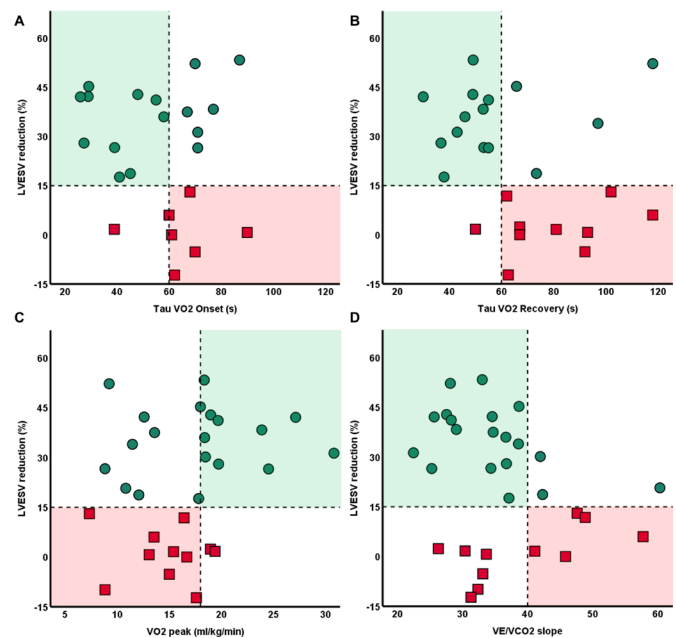 A
LVESV reduction (%)
60
45
30
15
0
-15
20 40 60 80 100 120
Tau VO2 Onset (s)
B
LVESV reduction (%)
60
45
30
15
0
-15
20 40 60 80 100 120
Tau VO2 Recovery (s)
C
LVESV reduction (%)
60
45
30
15
0
-15
5 10 15 20 25 30
VO2 peak (ml/kg/min)
D
LVESV reduction (%)
60
45
30
15
0
-15
20 30 40 50 60
VE/VCO2 slope